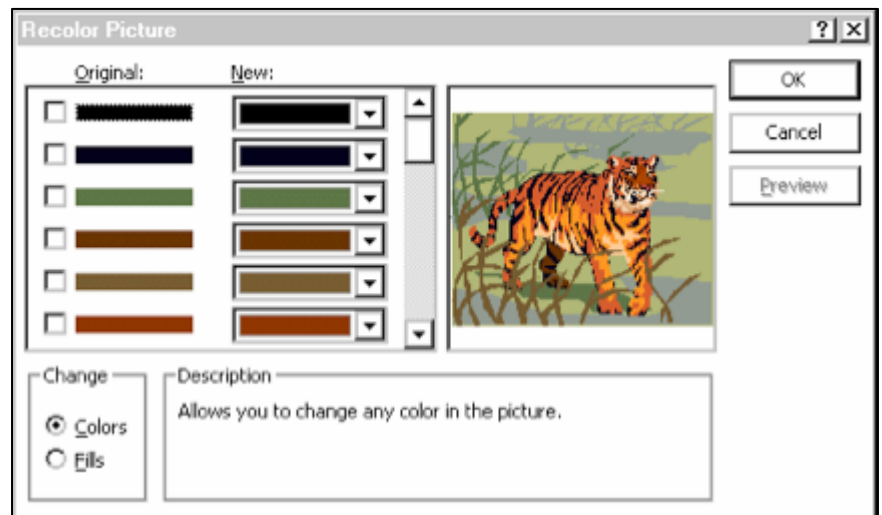 Recolor Picture
Original: New:
OK
Cancel
Preview
Change
Colors
Fills
Description
Allows you to change any color in the picture.